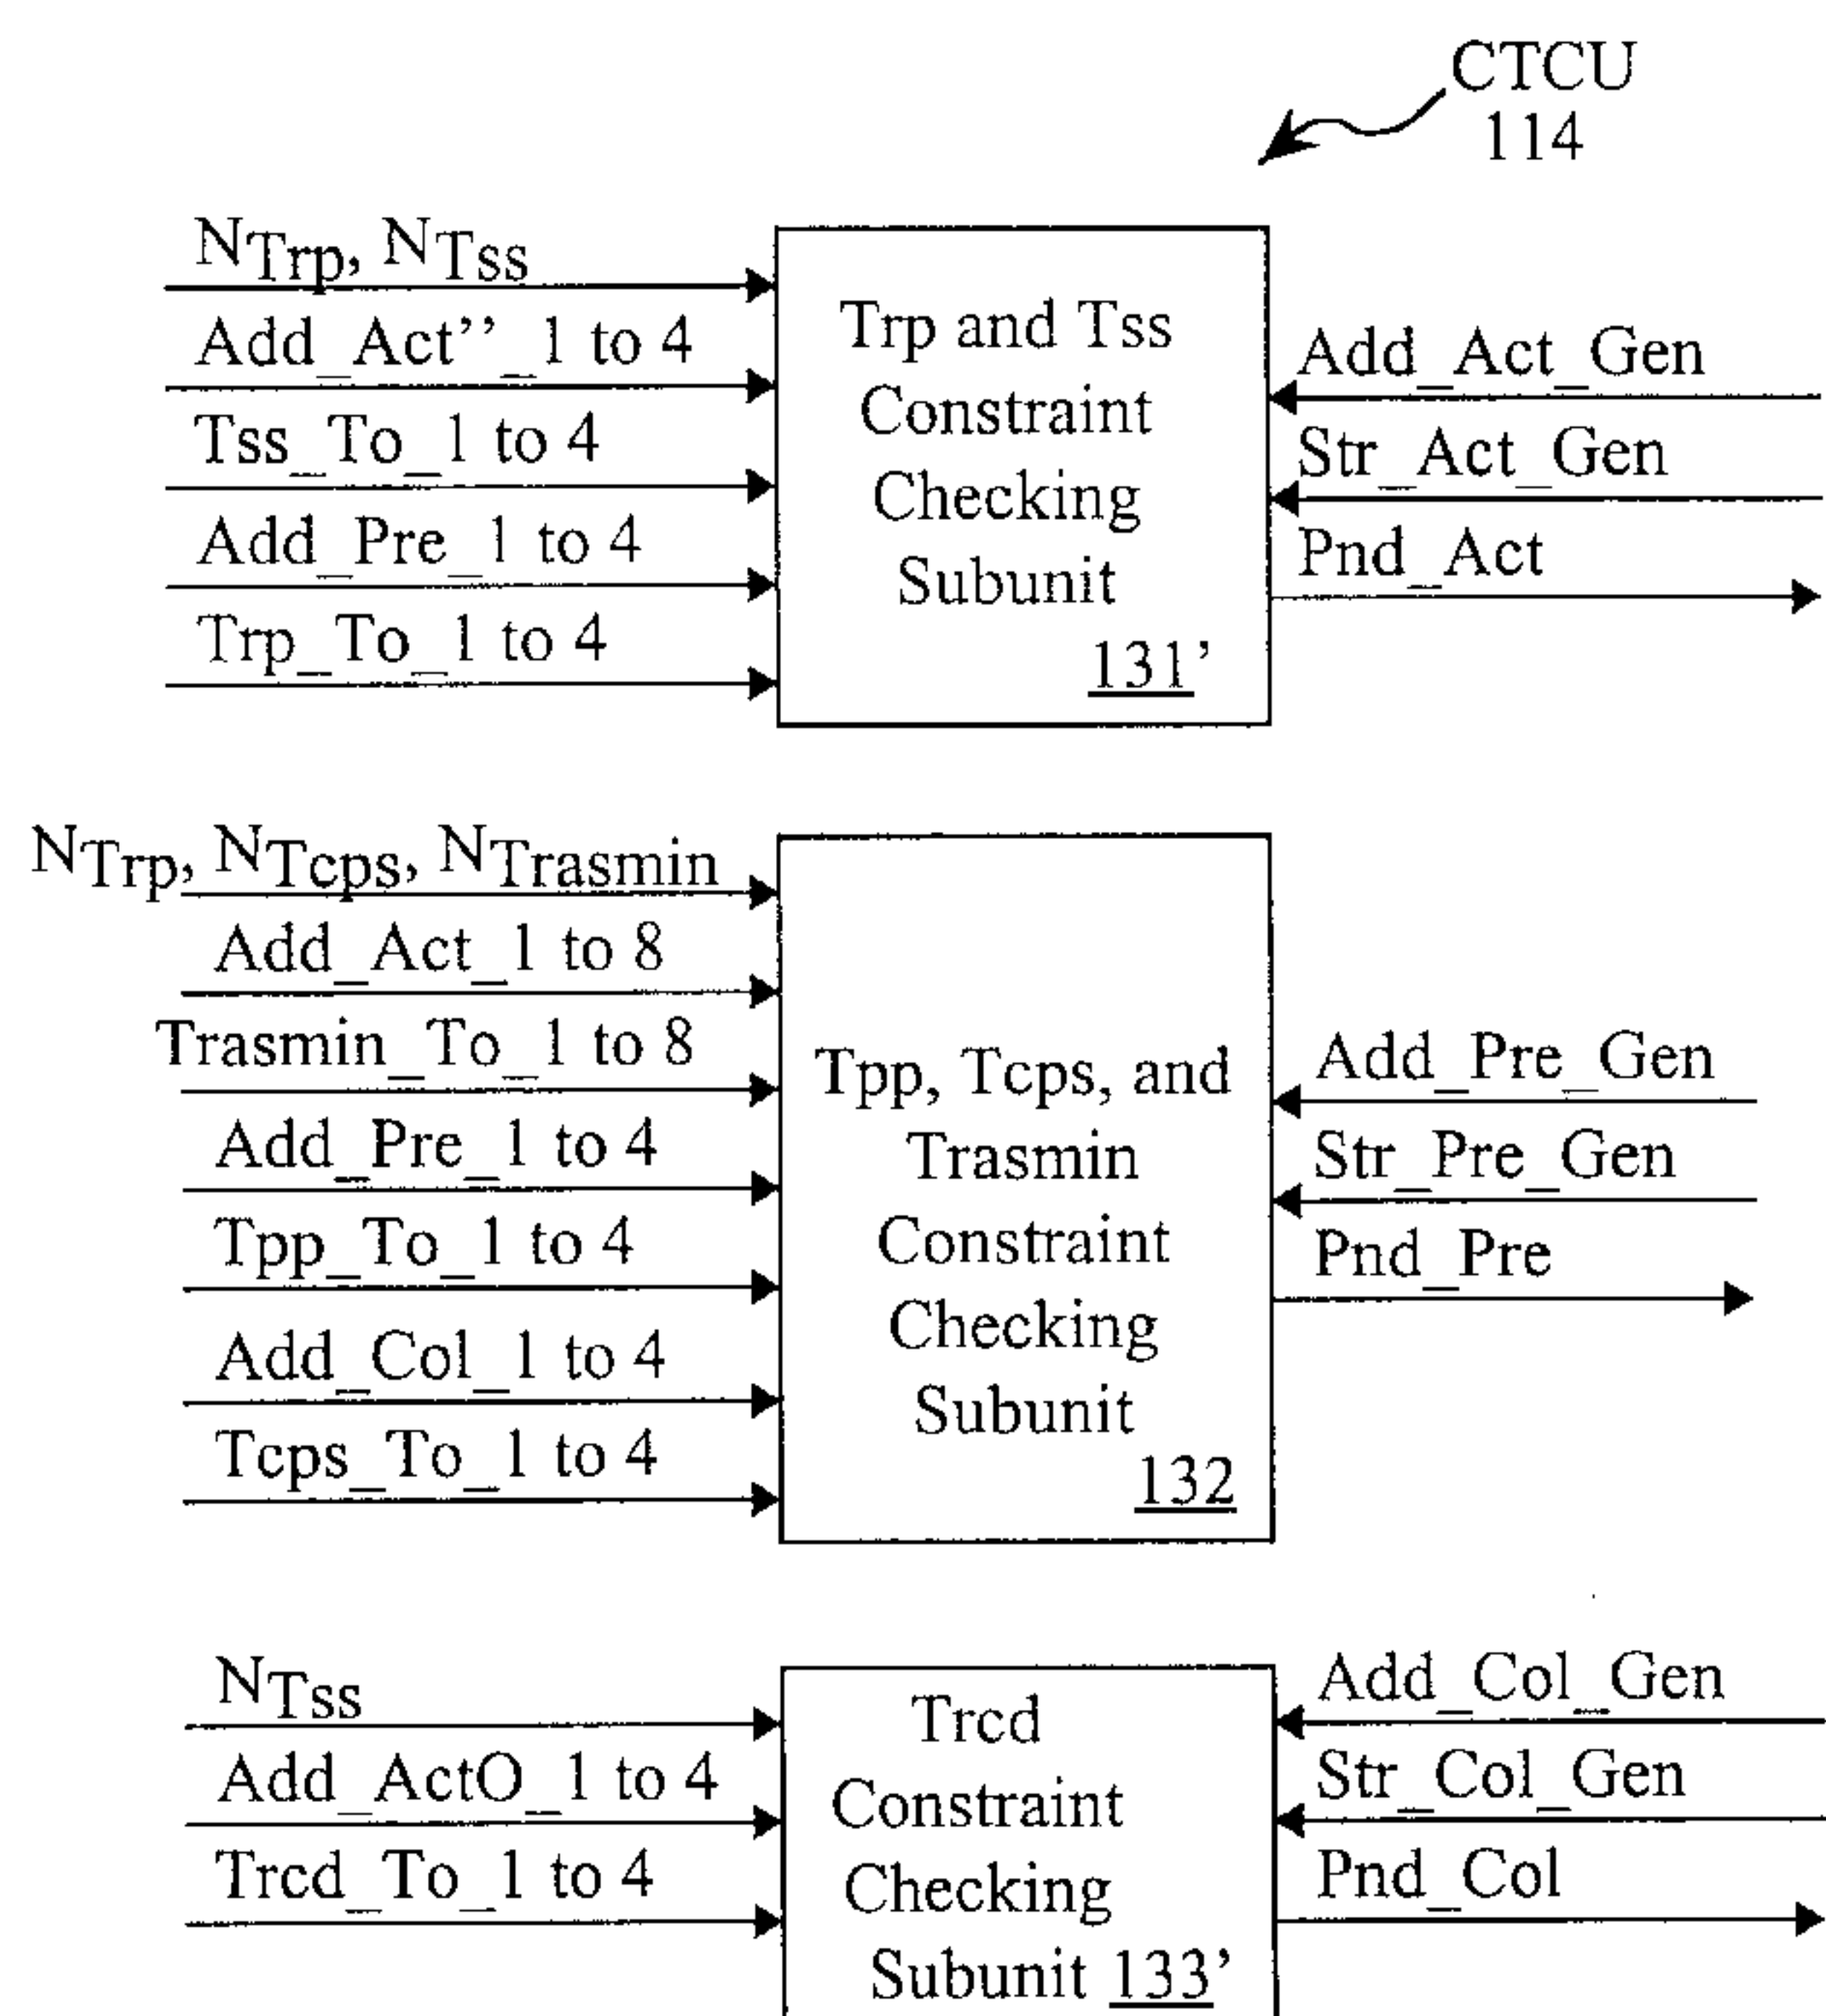 CTCU
114
NTrp, NTss
Add_Act’’_1 to 4
Tss_To_1 to 4
Add_Pre_1 to 4
Trp_To_1 to 4
Trp and Tss
Constraint
Checking
Subunit
131’
Add_Act_Gen
Str_Act_Gen
Pnd_Act
NTrp, NTcps, NTrasmin
Add_Act_1 to 8
Trasmin_To_1 to 8
Add_Pre_1 to 4
Tpp_To_1 to 4
Add_Col_1 to 4
Tcps_To_1 to 4
Tpp, Tcps, and
Trasmin
Constraint
Checking
Subunit
132
Add_Pre_Gen
Str_Pre_Gen
Pnd_Pre
NTss
Add_ActO_1 to 4
Trcd_To_1 to 4
Trcd
Constraint
Checking
Subunit 133’
Add_Col_Gen
Str_Col_Gen
Pnd_Col